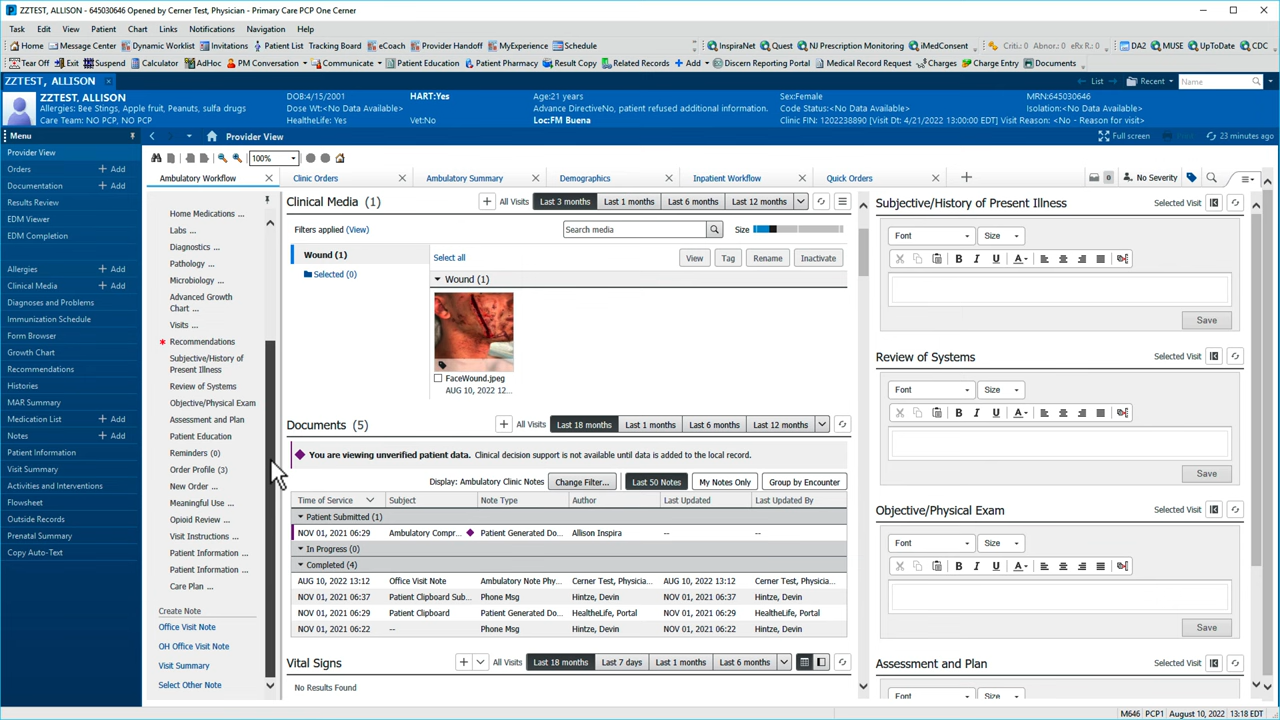 ZZTEST, ALLISON - 645030646 Opened by Cerner Test, Physician - Primary Care PCP One Cerner
Task Edit View Patient Chart Links Notifications Navigation Help
Home Message Center Dynamic Worklist Invitations Patient List Tracking Board eCoach Provider Handoff MyExperience Schedule InspiraNet Quest NJ Prescription Monitoring iMedConsent Critic: 0 Abnor.: 0 eRx R.: 0 DA2 MUSE UpToDate CDC
Tear Off Exit Suspend Calculator AdHoc PM Conversation Communicate Patient Education Patient Pharmacy Result Copy Related Records Add Discern Reporting Portal Medical Record Request Charges Charge Entry Documents
ZZTEST, ALLISON × List Recent Name
ZZTEST, ALLISON DOB:4/15/2001 HART:Yes Age:21 years Sex:Female MRN:645030646
Allergies: Bee Stings, Apple fruit, Peanuts, sulfa drugs Dose Wt:<No Data Available> Advance DirectiveNo, patient refused additional information. Code Status:<No Data Available> Isolation:<No Data Available>
Care Team: NO PCP, NO PCP HealtheLife: Yes Vet:No Loc:FM Buena Clinic FIN: 1202238890 [Visit Dt: 4/21/2022 13:00:00 EDT] Visit Reason: <No - Reason for visit>
Menu Provider View Full screen 23 minutes ago
Provider View
Orders + Add
Documentation + Add
Results Review
EDM Viewer
EDM Completion
Allergies + Add
Clinical Media + Add
Diagnoses and Problems
Immunization Schedule
Form Browser
Growth Chart
Recommendations
Histories
MAR Summary
Medication List + Add
Notes + Add
Patient Information
Visit Summary
Activities and Interventions
Flowsheet
Outside Records
Prenatal Summary
Copy Auto-Text
100%
Ambulatory Workflow × Clinic Orders × Ambulatory Summary × Demographics × Inpatient Workflow × Quick Orders × + 0 No Severity
Home Medications ...
Labs ...
Diagnostics ...
Pathology ...
Microbiology ...
Advanced Growth
Chart ...
Visits ...
* Recommendations
Subjective/History of
Present Illness
Review of Systems
Objective/Physical Exam
Assessment and Plan
Patient Education
Reminders (0)
Order Profile (3)
New Order ...
Meaningful Use ...
Opioid Review ...
Visit Instructions ...
Patient Information ...
Patient Information ...
Care Plan ...
Create Note
Office Visit Note
OH Office Visit Note
Visit Summary
Select Other Note
Clinical Media (1) + All Visits Last 3 months Last 1 months Last 6 months Last 12 months
Filters applied (View) Search media Size
Wound (1) Select all View Tag Rename Inactivate
Selected (0)
Wound (1)
FaceWound.jpeg
AUG 10, 2022 12...
Documents (5) + All Visits Last 18 months Last 1 months Last 6 months Last 12 months
You are viewing unverified patient data. Clinical decision support is not available until data is added to the local record.
Display: Ambulatory Clinic Notes Change Filter... Last 50 Notes My Notes Only Group by Encounter
Time of Service Subject Note Type Author Last Updated Last Updated By
Patient Submitted (1)
NOV 01, 2021 06:29 Ambulatory Compr... Patient Generated Do... Allison Inspira -- --
In Progress (0)
Completed (4)
AUG 10, 2022 13:12 Office Visit Note Ambulatory Note Phy... Cerner Test, Physicia... AUG 10, 2022 13:12 Cerner Test, Physicia...
NOV 01, 2021 06:37 Patient Clipboard Sub... Phone Msg Hintze, Devin NOV 01, 2021 06:37 Hintze, Devin
NOV 01, 2021 06:29 Patient Clipboard Patient Generated Do... HealtheLife, Portal NOV 01, 2021 06:29 HealtheLife, Portal
NOV 01, 2021 06:22 -- Phone Msg Hintze, Devin NOV 01, 2021 06:22 Hintze, Devin
Vital Signs + All Visits Last 18 months Last 7 days Last 1 months Last 6 months
No Results Found
Subjective/History of Present Illness Selected Visit
Font Size
B I U A
Save
Review of Systems Selected Visit
Font Size
B I U A
Save
Objective/Physical Exam Selected Visit
Font Size
B I U A
Save
Assessment and Plan Selected Visit
Font Size
M646 PCP1 August 10, 2022 13:18 EDT